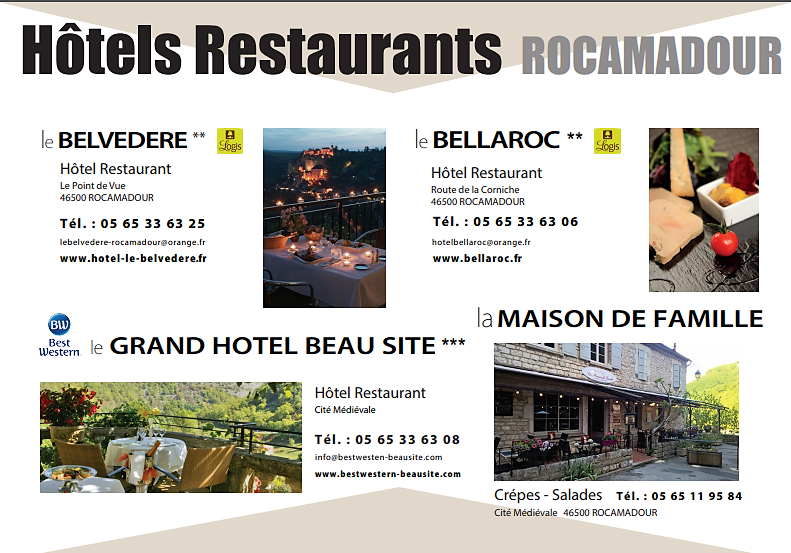 Hôtels Restaurants ROCAMADOUR
le BELVEDERE **
Logis
Hôtel Restaurant
Le Point de Vue
46500 ROCAMADOUR
Tél. : 05 65 33 63 25
lebelvedere-rocamadour@orange.fr
www.hotel-le-belvedere.fr
le BELLAROC **
Logis
Hôtel Restaurant
Route de la Corniche
46500 ROCAMADOUR
Tél. : 05 65 33 63 06
hotelbellaroc@orange.fr
www.bellaroc.fr
BW
Best
Western.
le GRAND HOTEL BEAU SITE ***
Hôtel Restaurant
Cité Médiévale
Tél. : 05 65 33 63 08
info@bestwesten-beausite.com
www.bestwestern-beausite.com
la MAISON DE FAMILLE
Crépes - Salades Tél. : 05 65 11 95 84
Cité Médiévale 46500 ROCAMADOUR